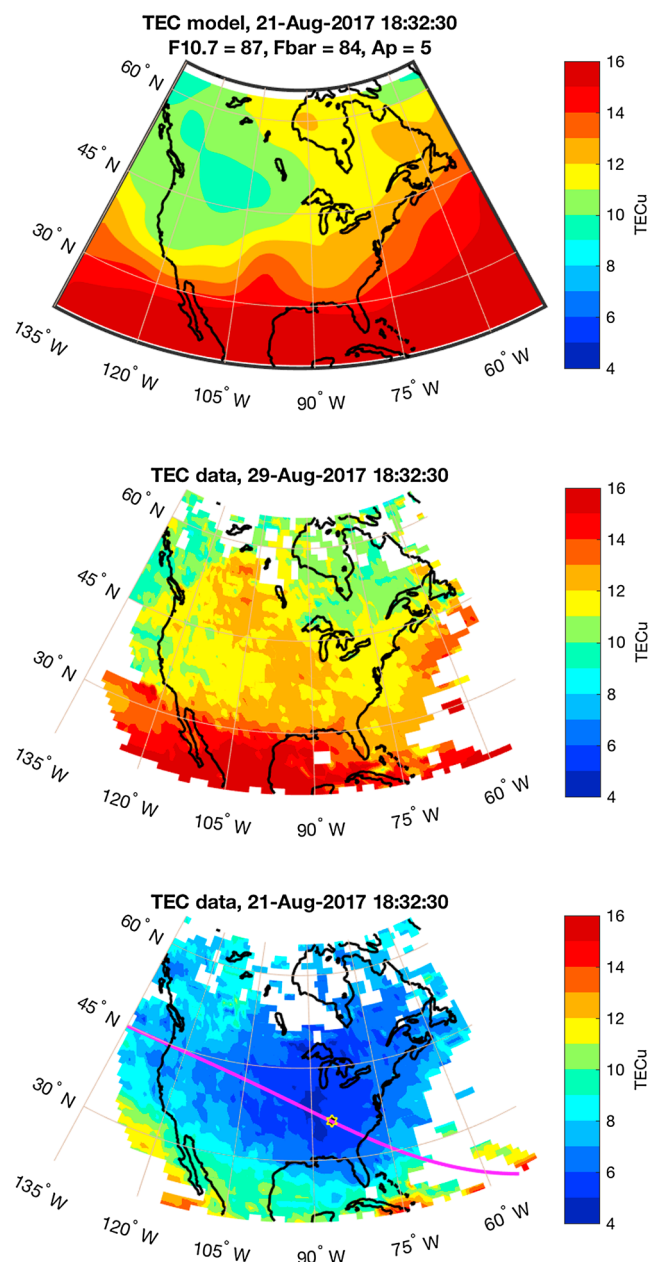 TEC model, 21-Aug-2017 18:32:30
F10.7 = 87, Fbar = 84, Ap = 5
60° N
45° N
30° N
135° W
120° W
105° W
90° W
75° W
60° W
16
14
12
10
8
6
4
TECu
TEC data, 29-Aug-2017 18:32:30
60° N
45° N
30° N
135° W
120° W
105° W
90° W
75° W
60° W
16
14
12
10
8
6
4
TECu
TEC data, 21-Aug-2017 18:32:30
60° N
45° N
30° N
135° W
120° W
105° W
90° W
75° W
60° W
16
14
12
10
8
6
4
TECu